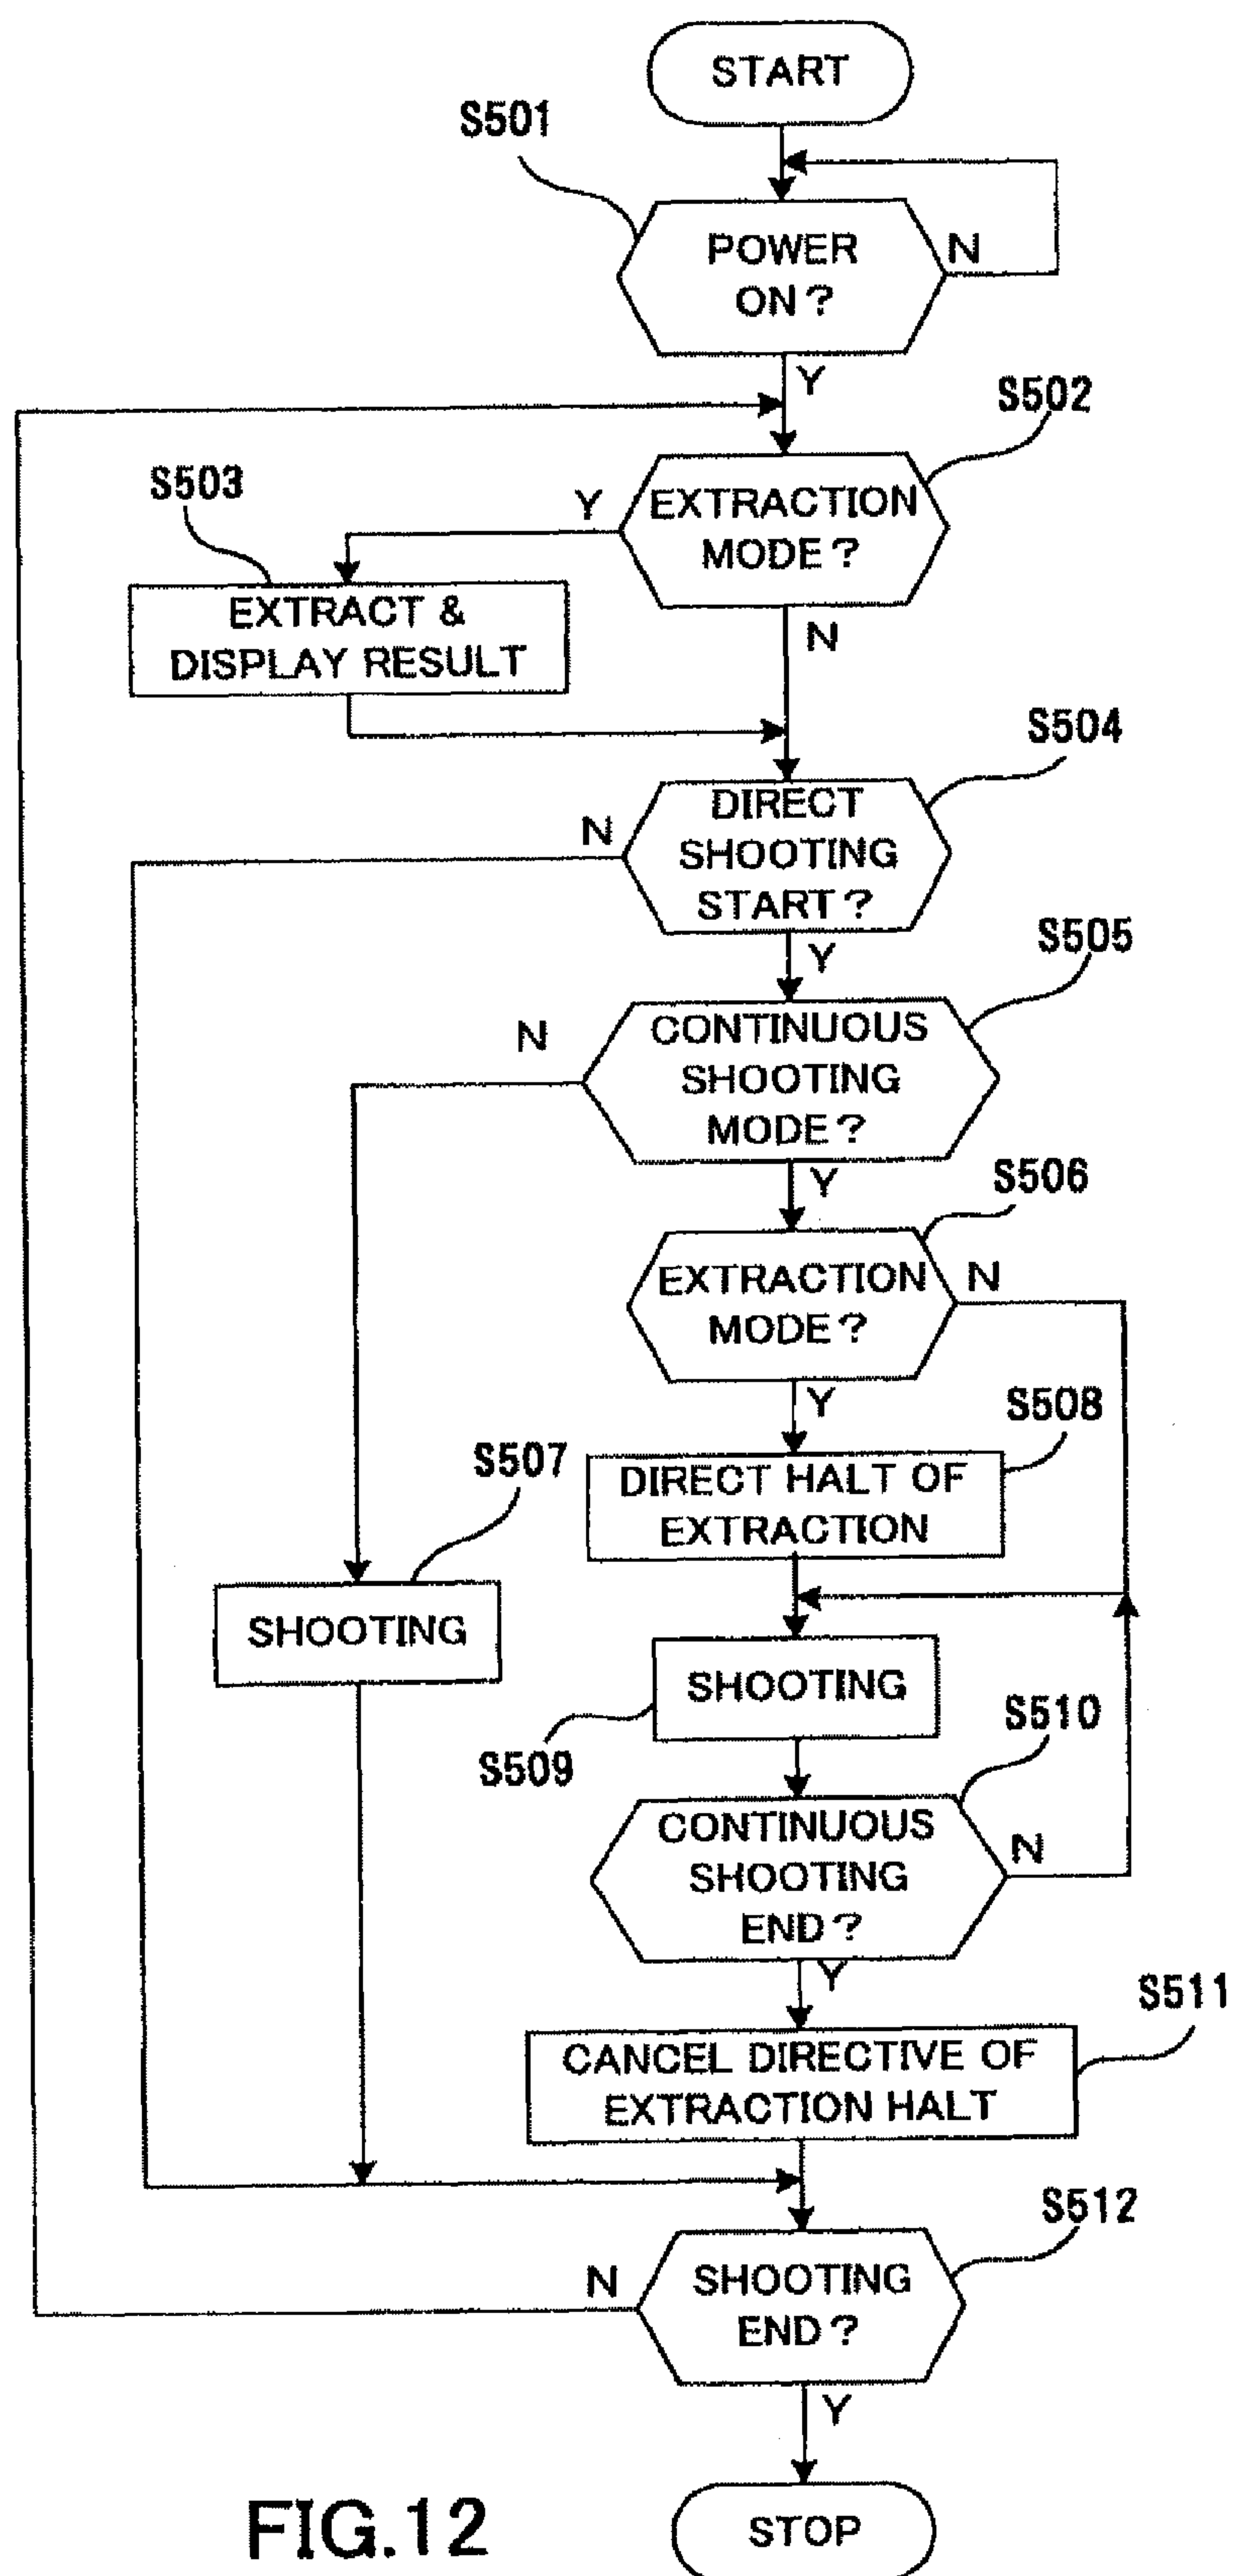 START
S501
POWER
ON?
N
Y
S502
S503
Y
EXTRACTION
MODE?
EXTRACT &
DISPLAY RESULT
N
S504
N
DIRECT
SHOOTING
START?
Y
S505
N
CONTINUOUS
SHOOTING
MODE?
Y
S506
EXTRACTION
MODE?
N
Y
S508
S507
DIRECT HALT OF
EXTRACTION
SHOOTING
SHOOTING
S509
S510
CONTINUOUS
SHOOTING
END?
N
Y
S511
CANCEL DIRECTIVE OF
EXTRACTION HALT
S512
N
SHOOTING
END?
Y
STOP
FIG.12